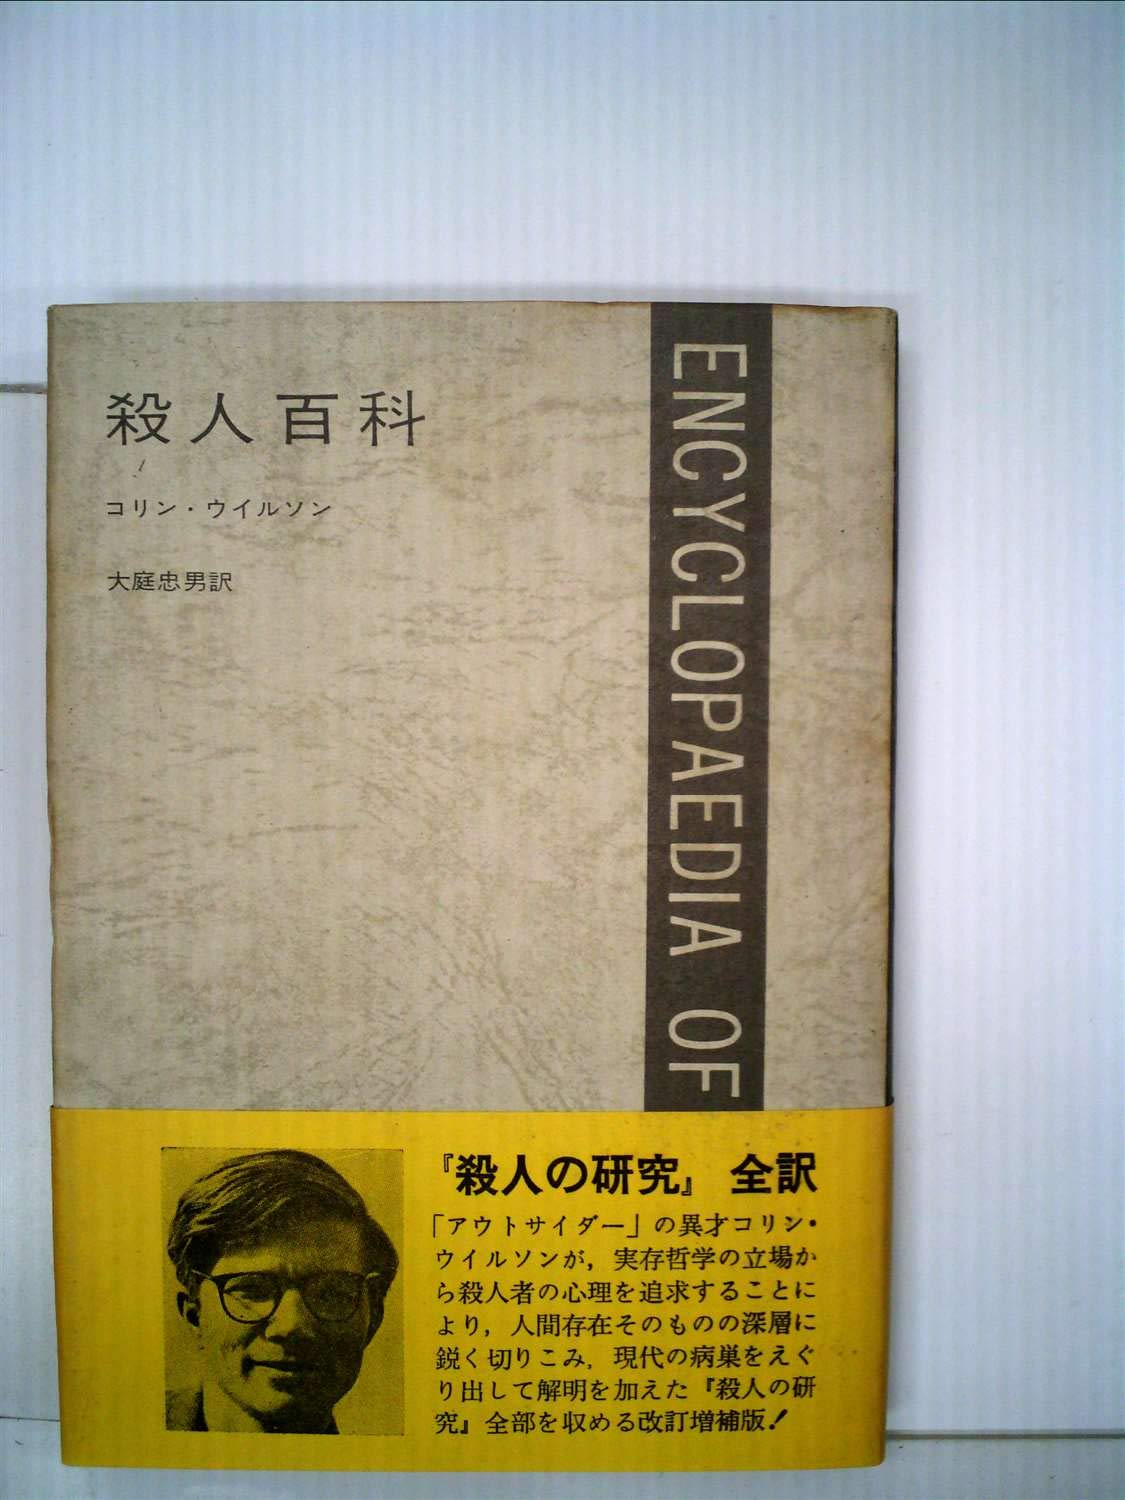 殺人百科
コリン・ウイルソン
大庭忠男訳
ENCYCLOPAEDIA OF
『殺人の研究』 全訳
「アウトサイダー」の異才コリン・
ウイルソンが，実存哲学の立場か
ら殺人者の心理を追求することに
より，人間存在そのものの深層に
鋭く切りこみ，現代の病巣をえぐ
り出して解明を加えた『殺人の研
究』全部を収める改訂増補版！